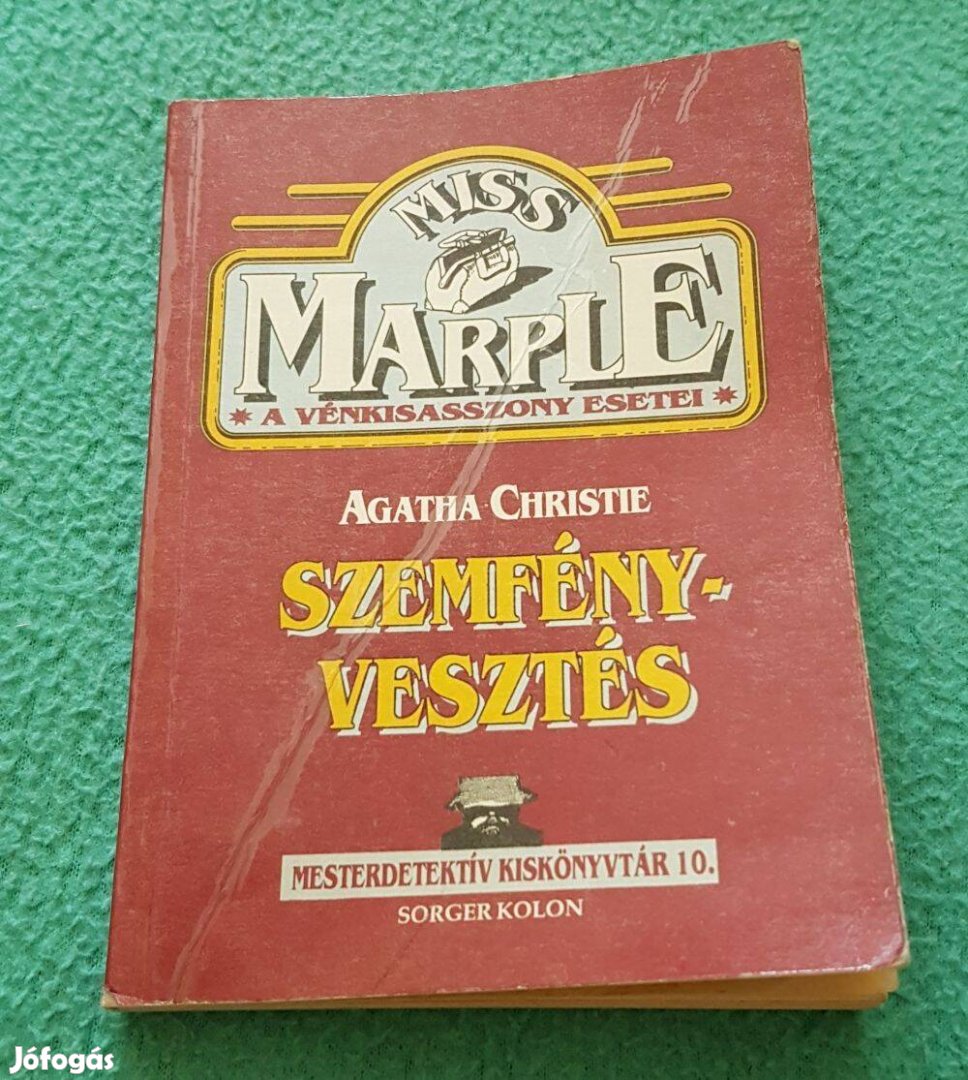 MISS
MARPLE
* A VÉNKISASSZONY ESETEI *
AGATHA CHRISTIE
SZEMFÉNY-
VESZTÉS
MESTERDETEKTÍV KISKÖNYVTÁR 10.
SORGER KOLON
Jófogás